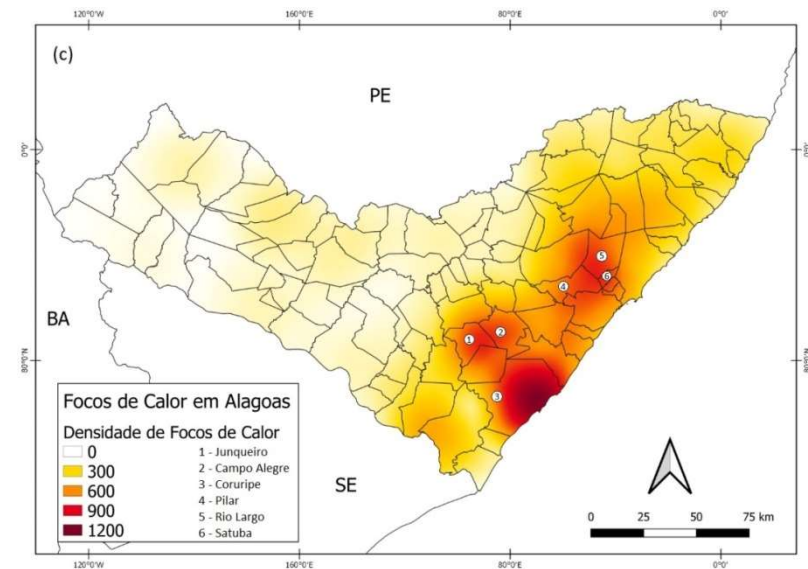 120°0'E 160°0'E 80°0'E 0°0'E
(c)
PE
0°0'N
0°0'N
5
6
4
BA
2
1
80°0'N
80°0'N
3
Focos de Calor em Alagoas
Densidade de Focos de Calor
0
300
600
900
1200
1 - Junqueiro
2 - Campo Alegre
3 - Coruripe
4 - Pilar
5 - Rio Largo
6 - Satuba
SE
0 25 50 75 km
120°0'E 160°0'E 80°0'E 0°0'E